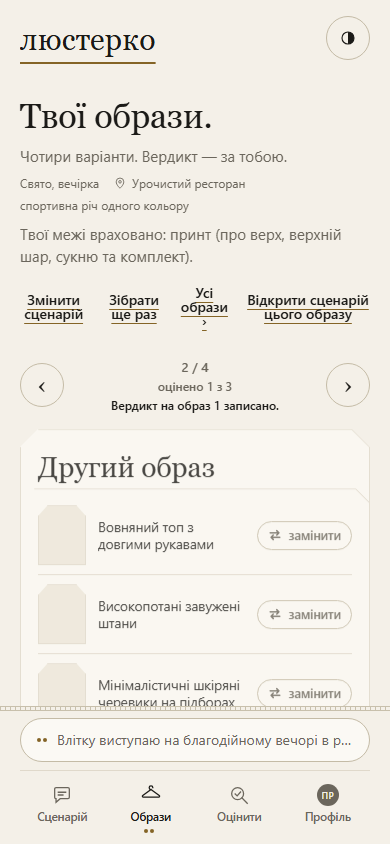 люстерко
Твої образи.
Чотири варіанти. Вердикт — за тобою.
Свято, вечірка Урочистий ресторан
спортивна річ одного кольору
Твої межі враховано: принт (про верх, верхній
шар, сукню та комплект).
Змінити
сценарій
Зібрати
ще раз
Усі
образи
›
Відкрити сценарій
цього образу
‹
2 / 4
оцінено 1 з 3
Вердикт на образ 1 записано.
›
Другий образ
Вовняний топ з
довгими рукавами
замінити
Високопотані завужені
штани
замінити
Мінімалістичні шкіряні
черевики на підборах
замінити
Влітку виступаю на благодійному вечорі в р...
Сценарій
Образи
Оцінити
ПР
Профіль